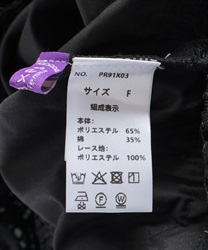 NO. PR91X03
サイズ F
組成表示
本体:
ポリエステル 65%
綿 35%
レース地:
ポリエステル 100%